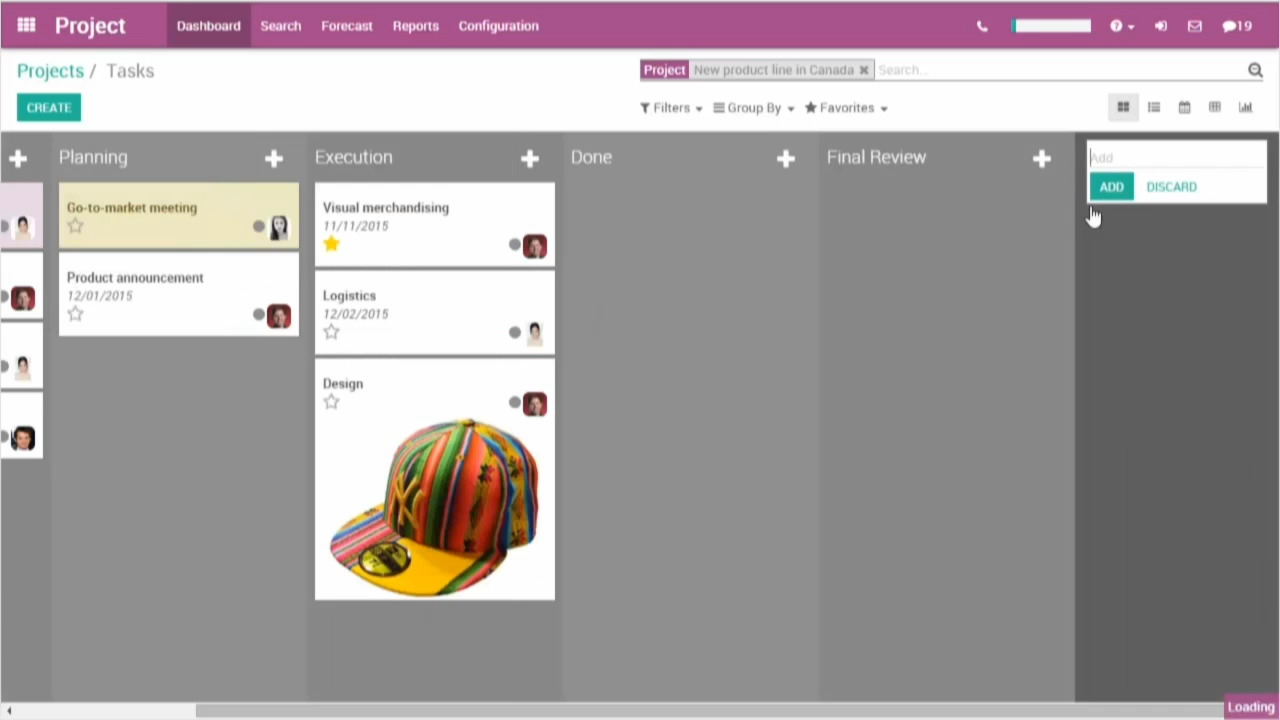 Project Dashboard Search Forecast Reports Configuration 19
Projects / Tasks
Project New product line in Canada Search...
CREATE
Filters Group By Favorites
Planning
Execution
Done
Final Review
Add
ADD DISCARD
Go-to-market meeting
Product announcement
12/01/2015
Visual merchandising
11/11/2015
Logistics
12/02/2015
Design
Loading